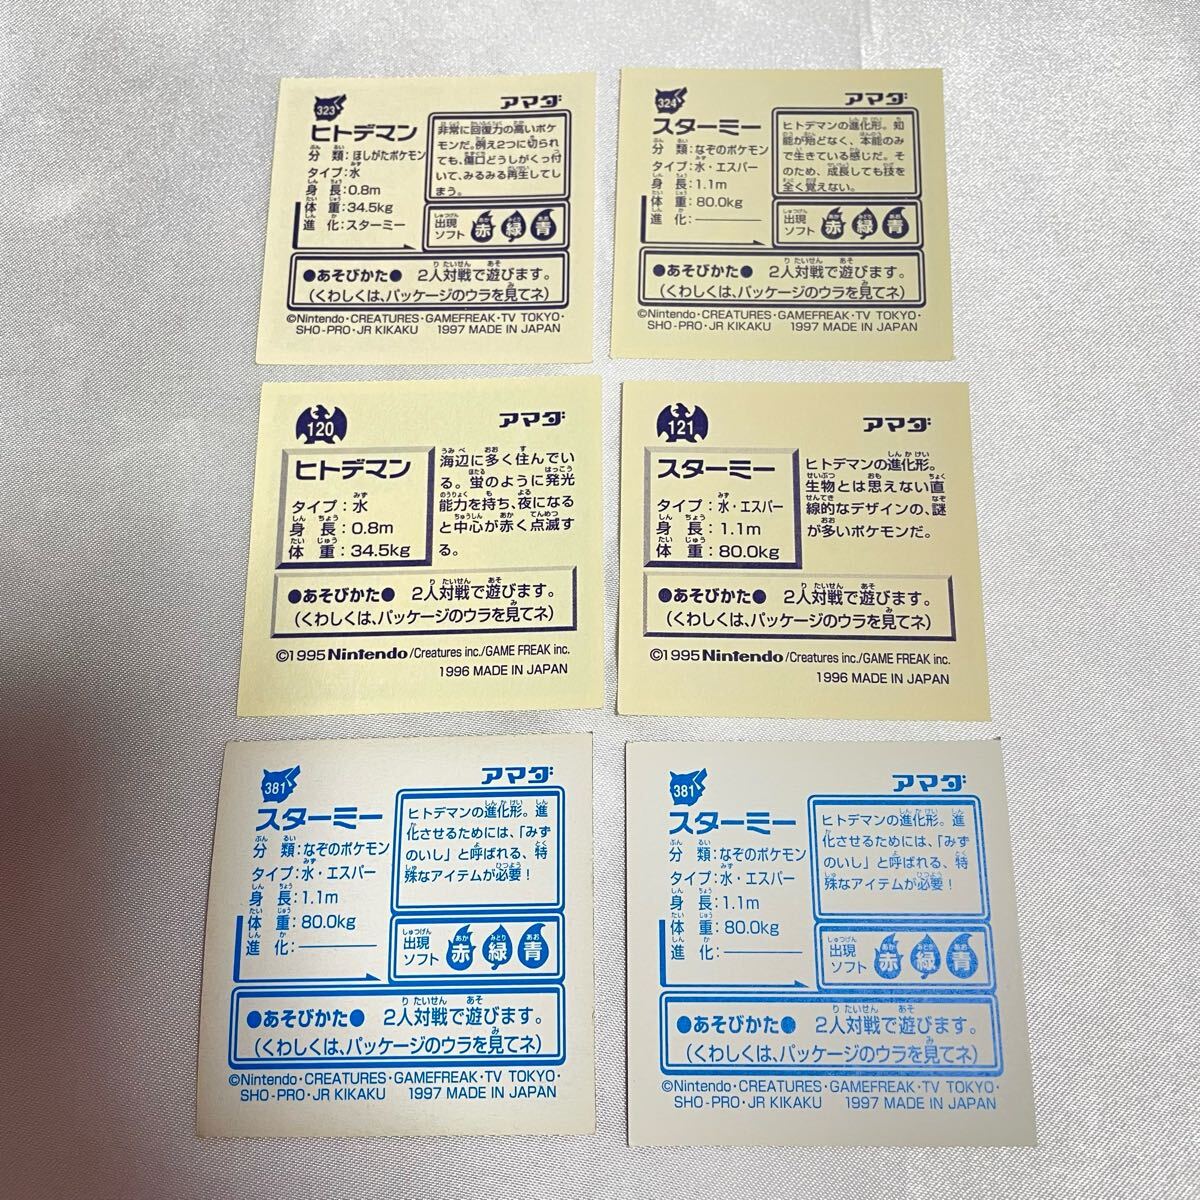 323
アマダ
ヒトデマン
分類：ほしがたポケモン
タイプ：水
身長：0.8m
体重：34.5kg
進化：スターミー
非常に回復力の高いポケ
モンだ。例え2つに切られ
ても、傷口どうしがくっ付
いて、みるみる再生してし
まう。
出現
ソフト
赤 緑 青
●あそびかた● 2人対戦で遊びます。
(くわしくは、パッケージのウラを見てネ)
©Nintendo・CREATURES・GAMEFREAK・TV TOKYO・
SHO-PRO・JR KIKAKU 1997 MADE IN JAPAN
324
アマダ
スターミー
分類：なぞのポケモン
タイプ：水・エスパー
身長：1.1m
体重：80.0kg
進化：
ヒトデマンの進化形。知
能が殆どなく、本能のみ
で生きている感じだ。そ
のため、成長しても技を
全く覚えない。
出現
ソフト
赤 緑 青
●あそびかた● 2人対戦で遊びます。
(くわしくは、パッケージのウラを見てネ)
©Nintendo・CREATURES・GAMEFREAK・TV TOKYO・
SHO-PRO・JR KIKAKU 1997 MADE IN JAPAN
120
アマダ
ヒトデマン
タイプ：水
身長：0.8m
体重：34.5kg
海辺に多く住んでい
る。蛍のように発光
能力を持ち、夜になる
と中心が赤く点滅す
る。
●あそびかた● 2人対戦で遊びます。
(くわしくは、パッケージのウラを見てネ)
©1995 Nintendo/Creatures inc./GAME FREAK inc.
1996 MADE IN JAPAN
121
アマダ
スターミー
タイプ：水・エスパー
身長：1.1m
体重：80.0kg
ヒトデマンの進化形。
生物とは思えない直
線的なデザインの、謎
が多いポケモンだ。
●あそびかた● 2人対戦で遊びます。
(くわしくは、パッケージのウラを見てネ)
©1995 Nintendo/Creatures inc./GAME FREAK inc.
1996 MADE IN JAPAN
381
アマダ
スターミー
分類：なぞのポケモン
タイプ：水・エスパー
身長：1.1m
体重：80.0kg
進化：
ヒトデマンの進化形。進
化させるためには、「みず
のいし」と呼ばれる、特
殊なアイテムが必要！
出現
ソフト
赤 緑 青
●あそびかた● 2人対戦で遊びます。
(くわしくは、パッケージのウラを見てネ)
©Nintendo・CREATURES・GAMEFREAK・TV TOKYO・
SHO-PRO・JR KIKAKU 1997 MADE IN JAPAN
381
アマダ
スターミー
分類：なぞのポケモン
タイプ：水・エスパー
身長：1.1m
体重：80.0kg
進化：
ヒトデマンの進化形。進
化させるためには、「みず
のいし」と呼ばれる、特
殊なアイテムが必要！
出現
ソフト
赤 緑 青
●あそびかた● 2人対戦で遊びます。
(くわしくは、パッケージのウラを見てネ)
©Nintendo・CREATURES・GAMEFREAK・TV TOKYO・
SHO-PRO・JR KIKAKU 1997 MADE IN JAPAN